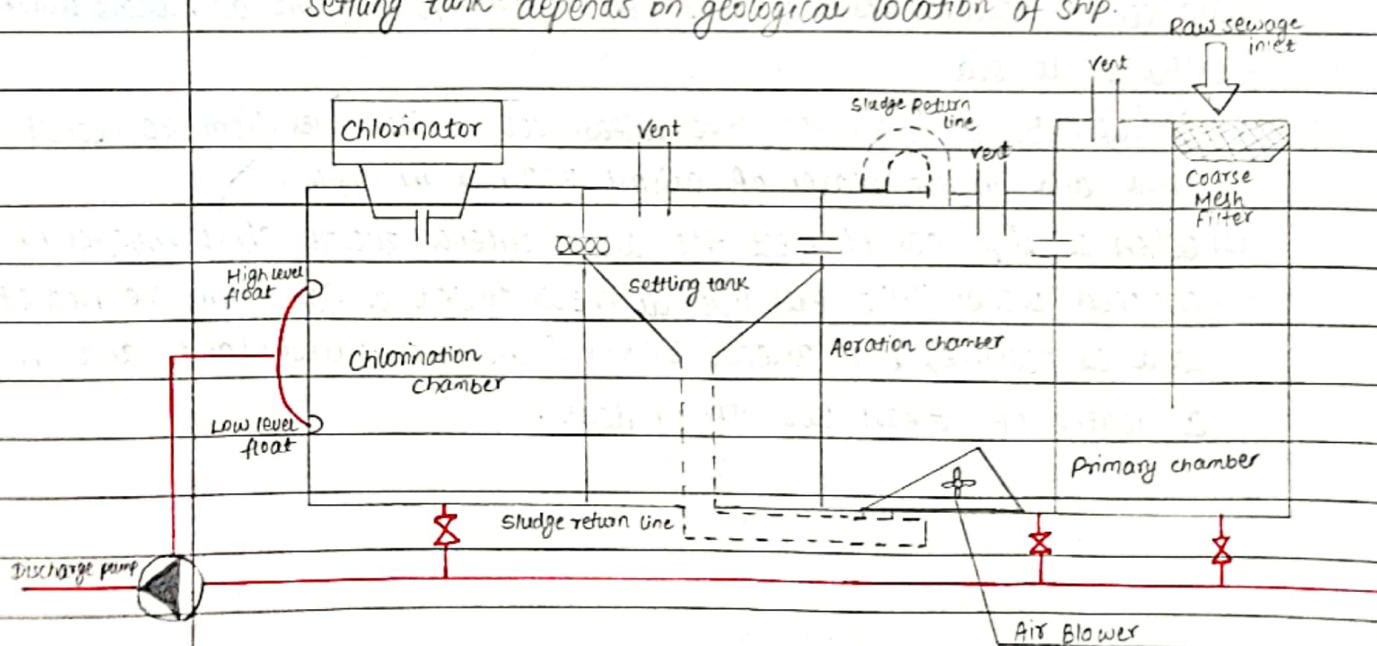 settling tank depends on geological location of ship.
Raw sewage
inlet
vent
Sludge Return
line
Chlorinator
vent
vent
Coarse
Mesh
Filter
High level
float
settling tank
Aeration chamber
Chlorination
chamber
Low level
float
Primary chamber
Sludge return line
Discharge pump
Air Blower